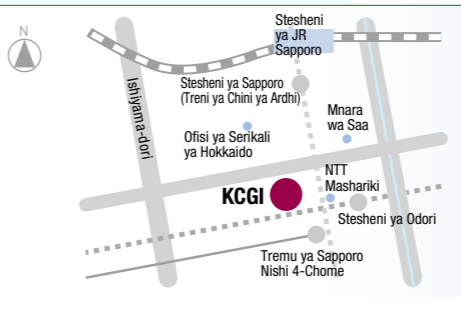 N
Stesheni
ya JR
Sapporo
Ishiyama-dori
Stesheni ya Sapporo
(Treni ya Chini ya Ardhi)
Mnara
wa Saa
Ofisi ya Serikali
ya Hokkaido
NTT
Mashariki
KCGI
Stesheni ya Odori
Tremu ya Sapporo
Nishi 4-Chome